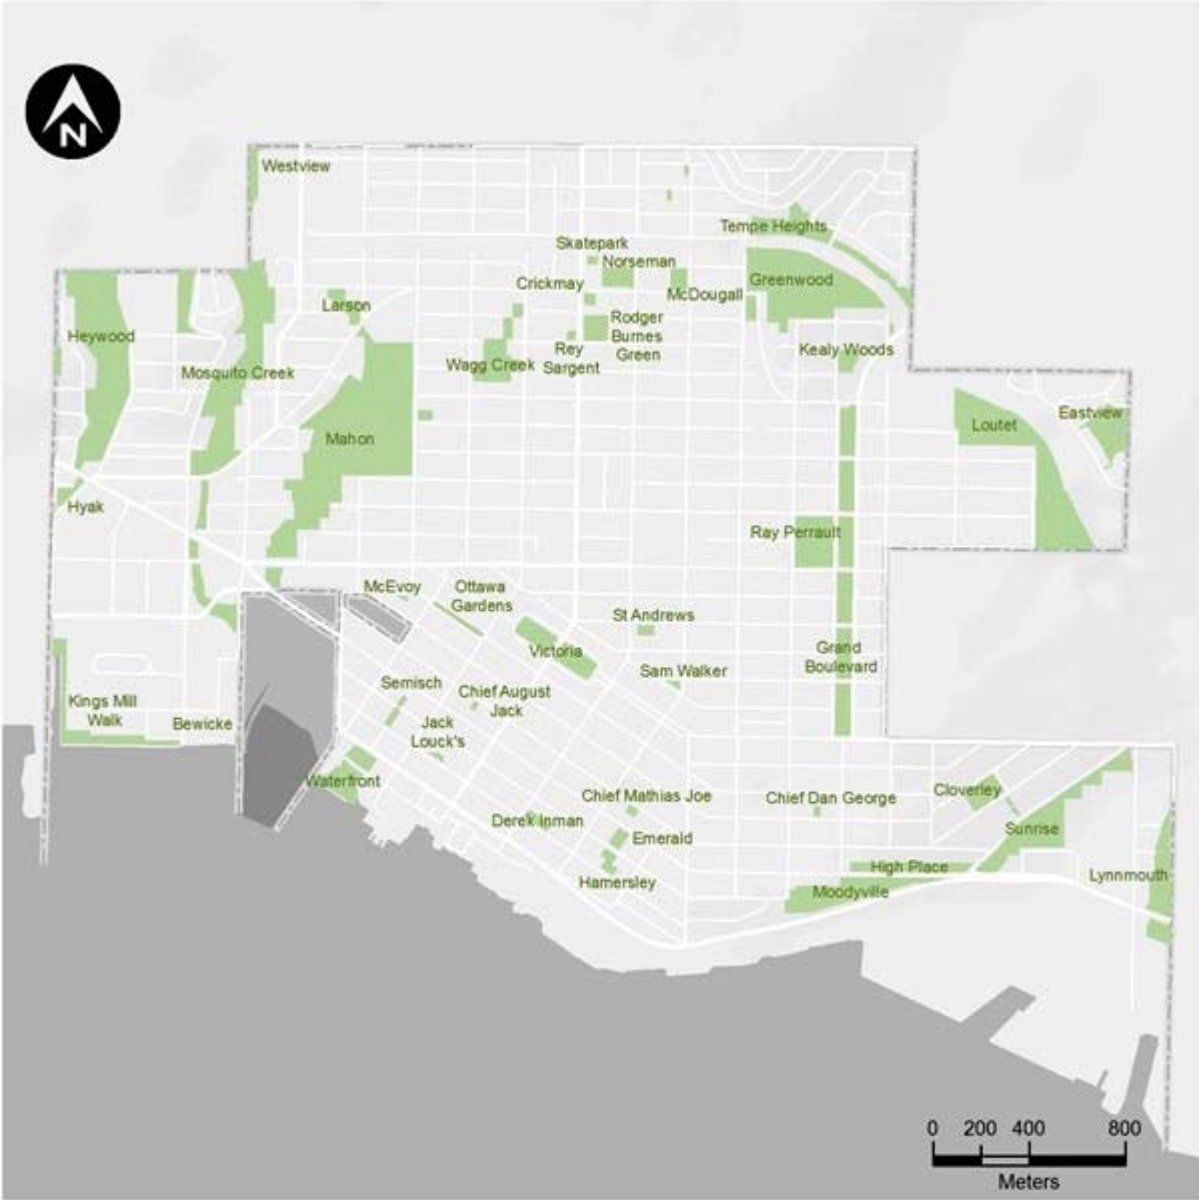 N
Westview
Tempe Heights
Skatepark
Norseman
Greenwood
Crickmay
McDougall
Larson
Rodger
Burnes
Green
Heywood
Rey
Sargent
Kealy Woods
Wagg Creek
Mosquito Creek
Eastview
Loutet
Mahon
Hyak
Ray Perrault
McEvoy
Ottawa
Gardens
St Andrews
Victoria
Grand
Boulevard
Sam Walker
Semisch
Chief August
Jack
Kings Mill
Walk
Bewicke
Jack
Louck's
Waterfront
Chief Mathias Joe
Chief Dan George
Cloverley
Derek Inman
Sunrise
Emerald
High Place
Lynnmouth
Hamersley
Moodyville
0 200 400 800
Meters